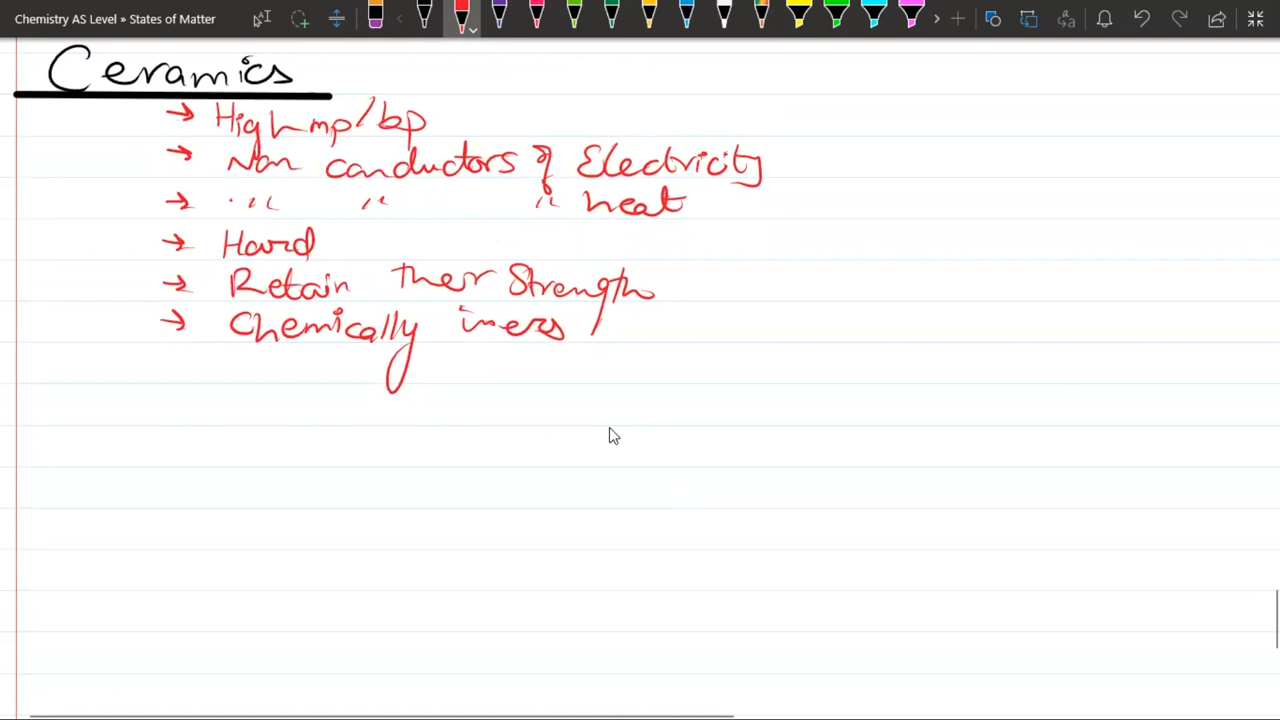 Chemistry AS Level » States of Matter
Ceramics
→ High mp/bp
→ Non conductors of Electricity
→ " " " heat
→ Hard
→ Retain their Strength
→ Chemically